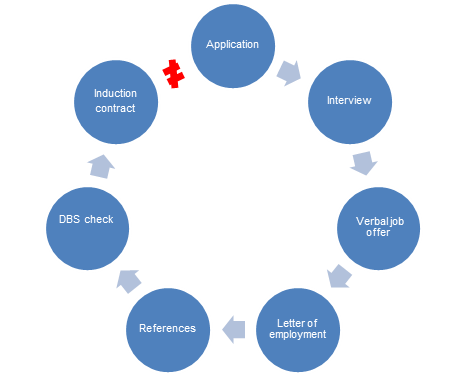 Application
Interview
Verbal job
offer
Letter of
employment
References
DBS check
Induction
contract